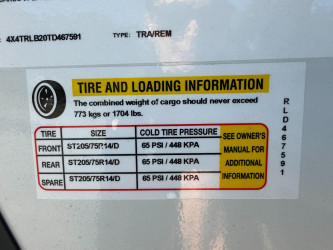 4X4TRLB20TD467591 TYPE: TRA/REM
TIRE AND LOADING INFORMATION
The combined weight of cargo should never exceed
773 kgs or 1704 lbs.
TIRE SIZE COLD TIRE PRESSURE
FRONT ST205/75R14/D 65 PSI / 448 KPA
REAR ST205/75R14/D 65 PSI / 448 KPA
SPARE ST205/75R14/D 65 PSI / 448 KPA
SEE OWNER'S
MANUAL FOR
ADDITIONAL
INFORMATION
RLD467591